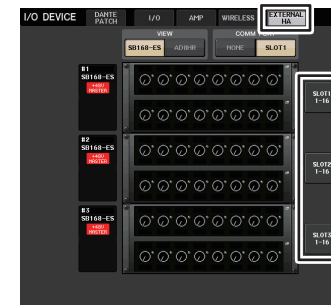 I/O DEVICE DANTE PATCH I/O AMP WIRELESS EXTERNAL HA
VIEW
SB168-ES AD8HR
COMM PORT
NONE SLOT1
#1
SB168-ES
+48V
MASTER
SLOT1
1-16
#2
SB168-ES
+48V
MASTER
SLOT2
1-16
#3
SB168-ES
+48V
MASTER
SLOT3
1-16